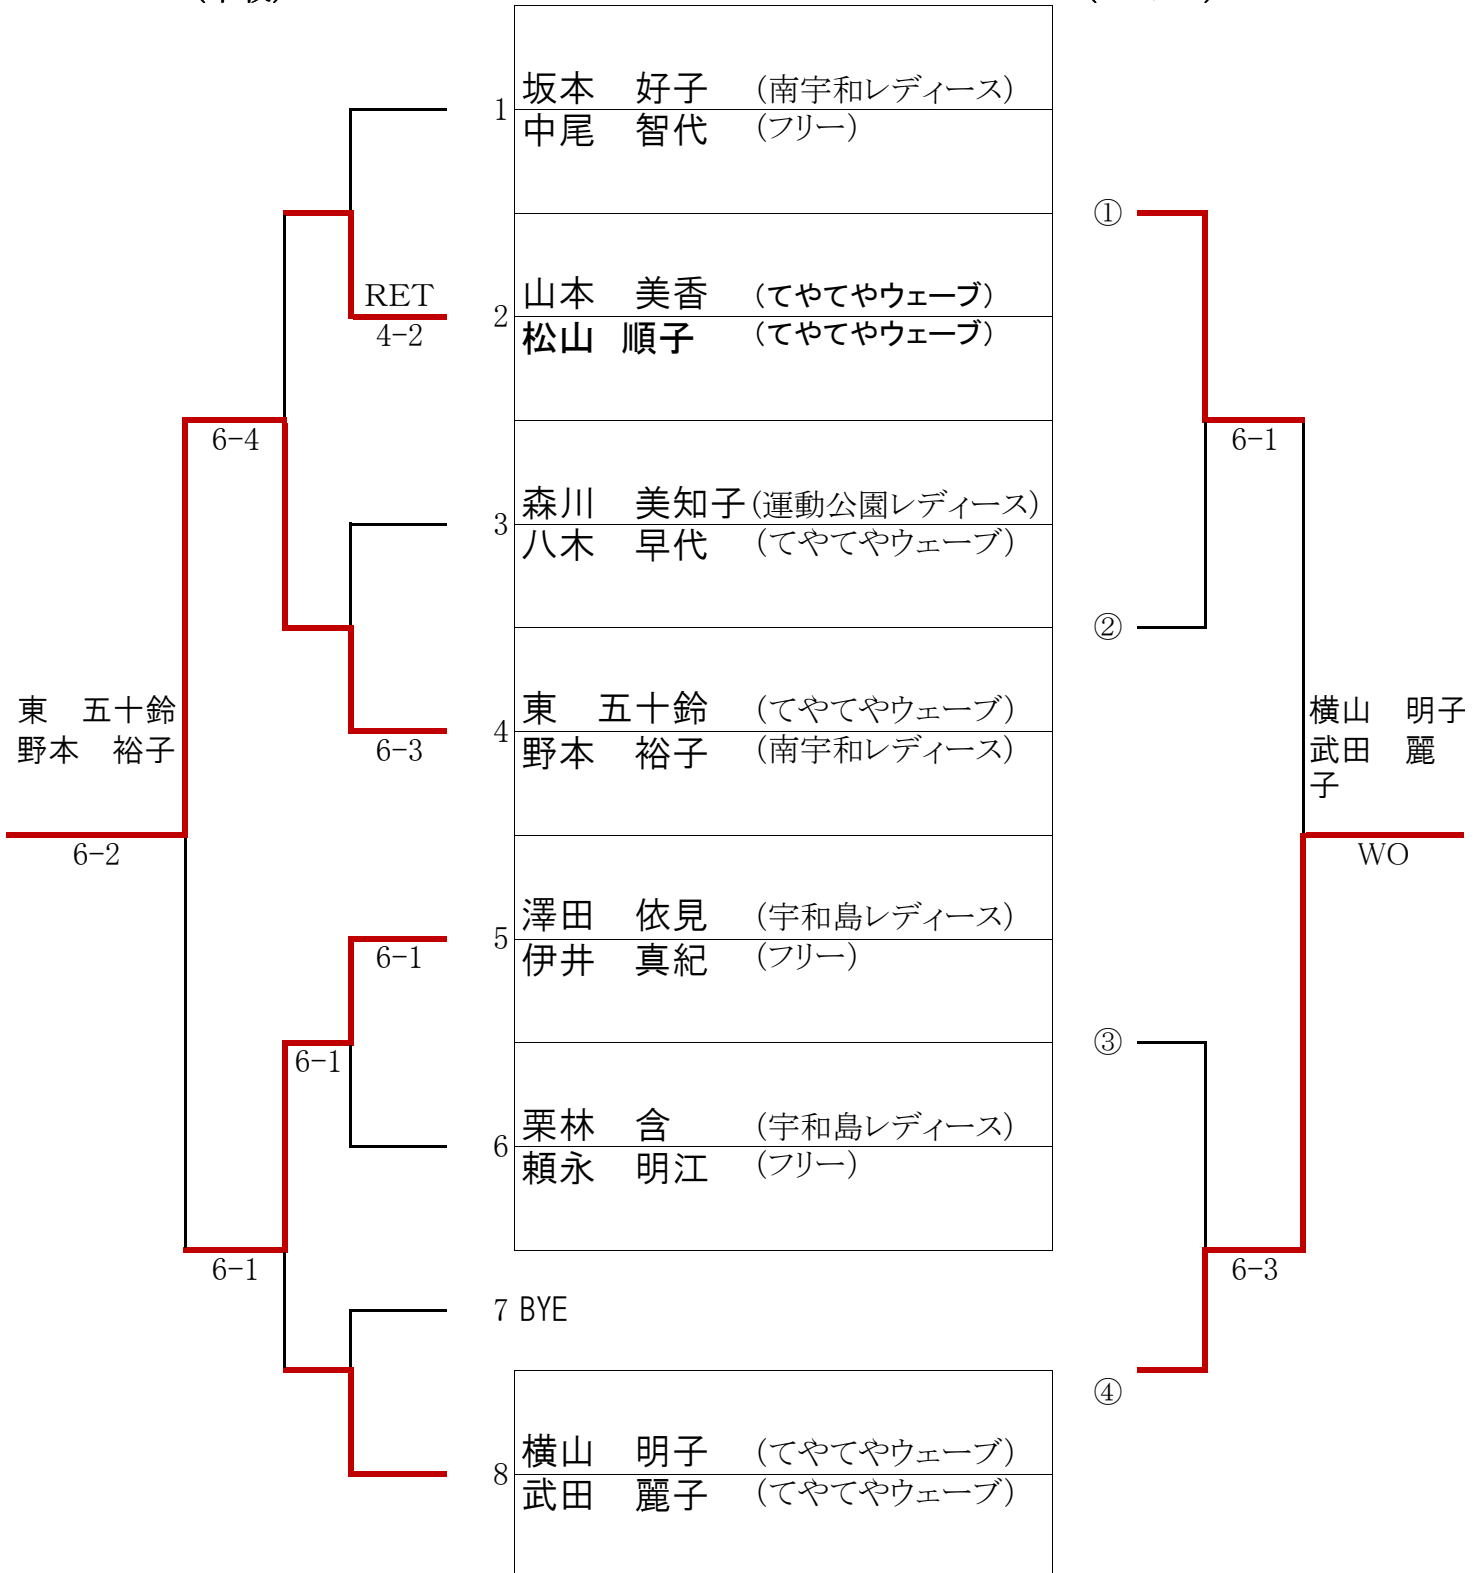 1
坂本　好子　(南宇和レディース)
中尾　智代　(フリー)
①
RET
4-2
2
山本　美香　(てやてやウェーブ)
松山　順子　(てやてやウェーブ)
6-4
6-1
3
森川　美知子(運動公園レディース)
八木　早代　(てやてやウェーブ)
②
東　五十鈴
野本　裕子
6-3
4
東　五十鈴　(てやてやウェーブ)
野本　裕子　(南宇和レディース)
横山　明子
武田　麗
子
6-2
WO
6-1
5
澤田　依見　(宇和島レディース)
伊井　真紀　(フリー)
6-1
③
6
栗林　含　(宇和島レディース)
頼永　明江　(フリー)
6-1
6-3
7 BYE
④
8
横山　明子　(てやてやウェーブ)
武田　麗子　(てやてやウェーブ)